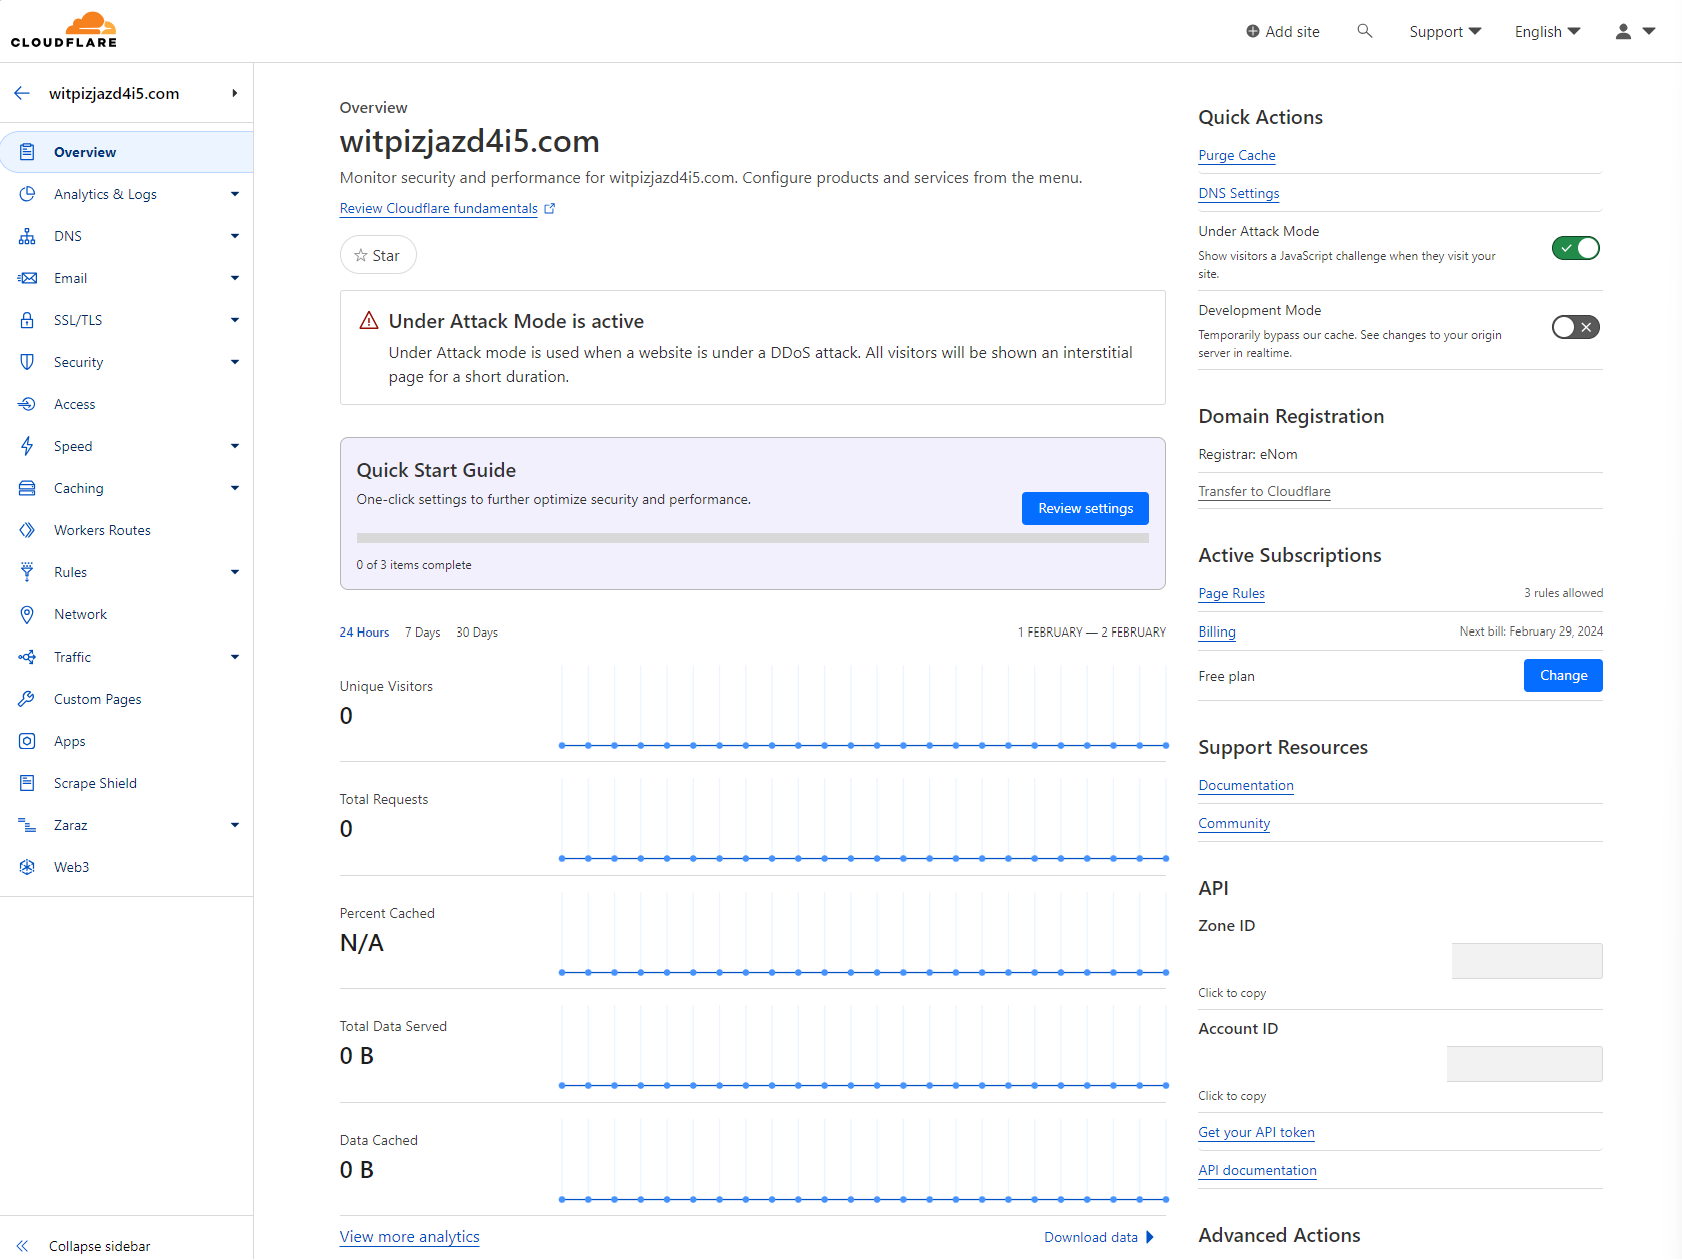 CLOUDFLARE
Add site
Support
English
witpizjazd4i5.com
Overview
Analytics & Logs
DNS
Email
SSL/TLS
Security
Access
Speed
Caching
Workers Routes
Rules
Network
Traffic
Custom Pages
Apps
Scrape Shield
Zaraz
Web3
Collapse sidebar
Overview
witpizjazd4i5.com
Monitor security and performance for witpizjazd4i5.com. Configure products and services from the menu.
Review Cloudflare fundamentals
Star
Under Attack Mode is active
Under Attack mode is used when a website is under a DDoS attack. All visitors will be shown an interstitial
page for a short duration.
Quick Start Guide
One-click settings to further optimize security and performance.
Review settings
0 of 3 items complete
24 Hours 7 Days 30 Days
1 FEBRUARY — 2 FEBRUARY
Unique Visitors
0
Total Requests
0
Percent Cached
N/A
Total Data Served
0 B
Data Cached
0 B
View more analytics
Download data
Quick Actions
Purge Cache
DNS Settings
Under Attack Mode
Show visitors a JavaScript challenge when they visit your
site.
Development Mode
Temporarily bypass our cache. See changes to your origin
server in realtime.
Domain Registration
Registrar: eNom
Transfer to Cloudflare
Active Subscriptions
Page Rules
3 rules allowed
Billing
Next bill: February 29, 2024
Free plan
Change
Support Resources
Documentation
Community
API
Zone ID
Click to copy
Account ID
Click to copy
Get your API token
API documentation
Advanced Actions